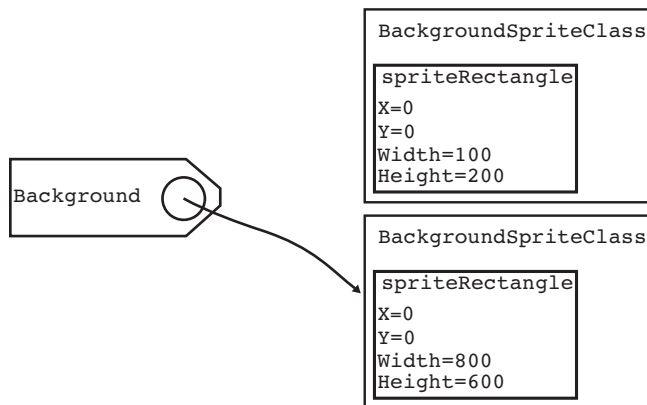 BackgroundSpriteClass
spriteRectangle
X=0
Y=0
Width=100
Height=200
Background
BackgroundSpriteClass
spriteRectangle
X=0
Y=0
Width=800
Height=600